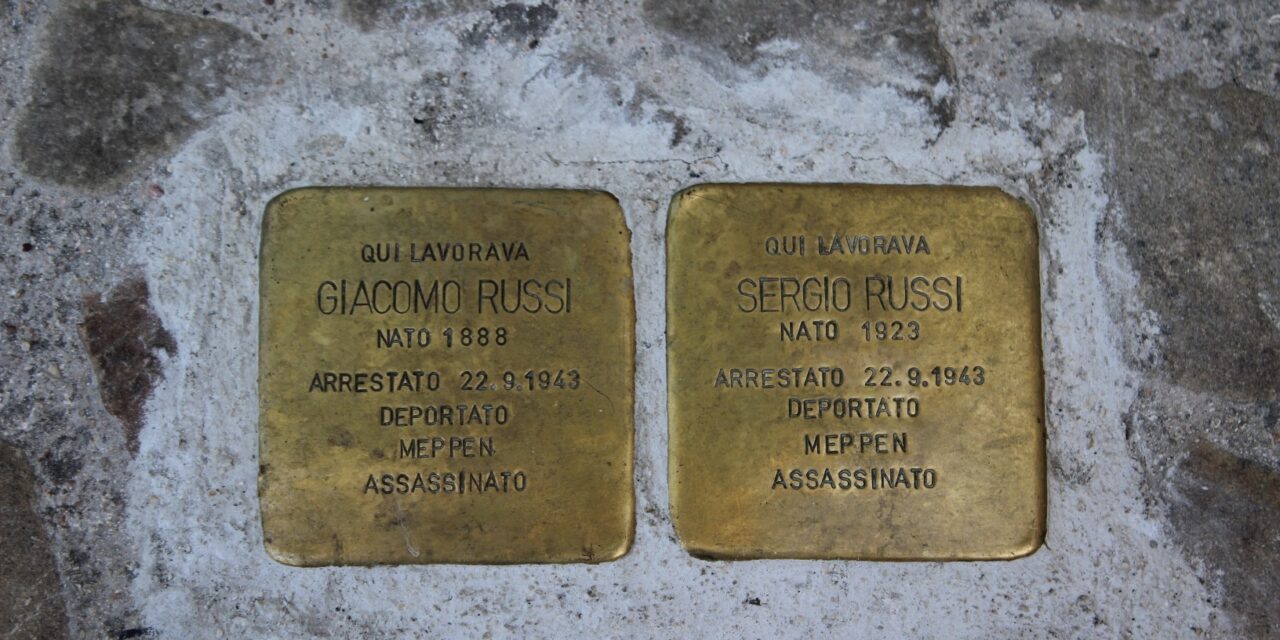 QUI LAVORAVA
GIACOMO RUSSI
NATO 1888
ARRESTATO 22.9.1943
DEPORTATO
MEPPEN
ASSASSINATO
QUI LAVORAVA
SERGIO RUSSI
NATO 1923
ARRESTATO 22.9.1943
DEPORTATO
MEPPEN
ASSASSINATO